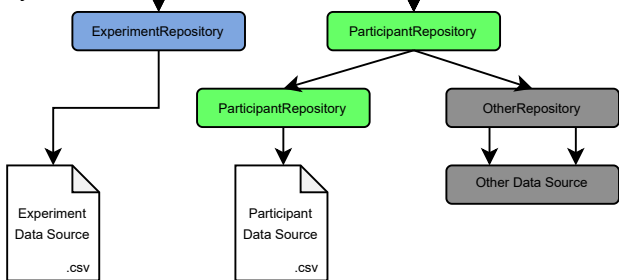 ExperimentRepository
ParticipantRepository
ParticipantRepository
OtherRepository
Other Data Source
Experiment
Data Source
.csv
Participant
Data Source
.csv